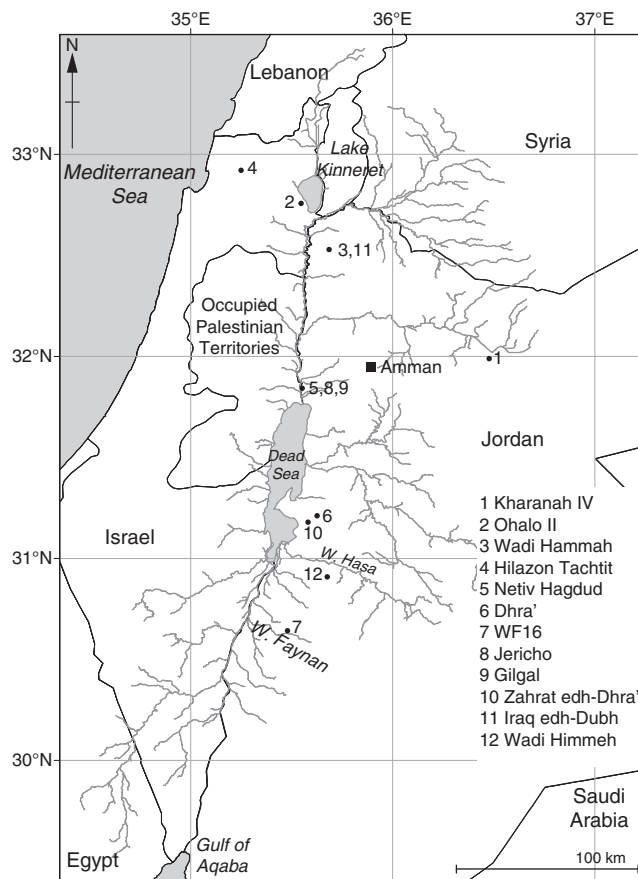 35°E
36°E
37°E
N
Lebanon
33°N
Lake
Kinneret
Syria
Mediterranean
Sea
4
2
3,11
Occupied
Palestinian
Territories
32°N
Amman
1
5,8,9
Jordan
Dead
Sea
6
10
Israel
31°N
W. Hasa
12
7
W. Faynan
1 Kharanah IV
2 Ohalo II
3 Wadi Hammah
4 Hilazon Tachtit
5 Netiv Hagdud
6 Dhra'
7 WF16
8 Jericho
9 Gilgal
10 Zahrat edh-Dhra'
11 Iraq edh-Dubh
12 Wadi Himmeh
30°N
Saudi
Arabia
Gulf of
Aqaba
Egypt
100 km